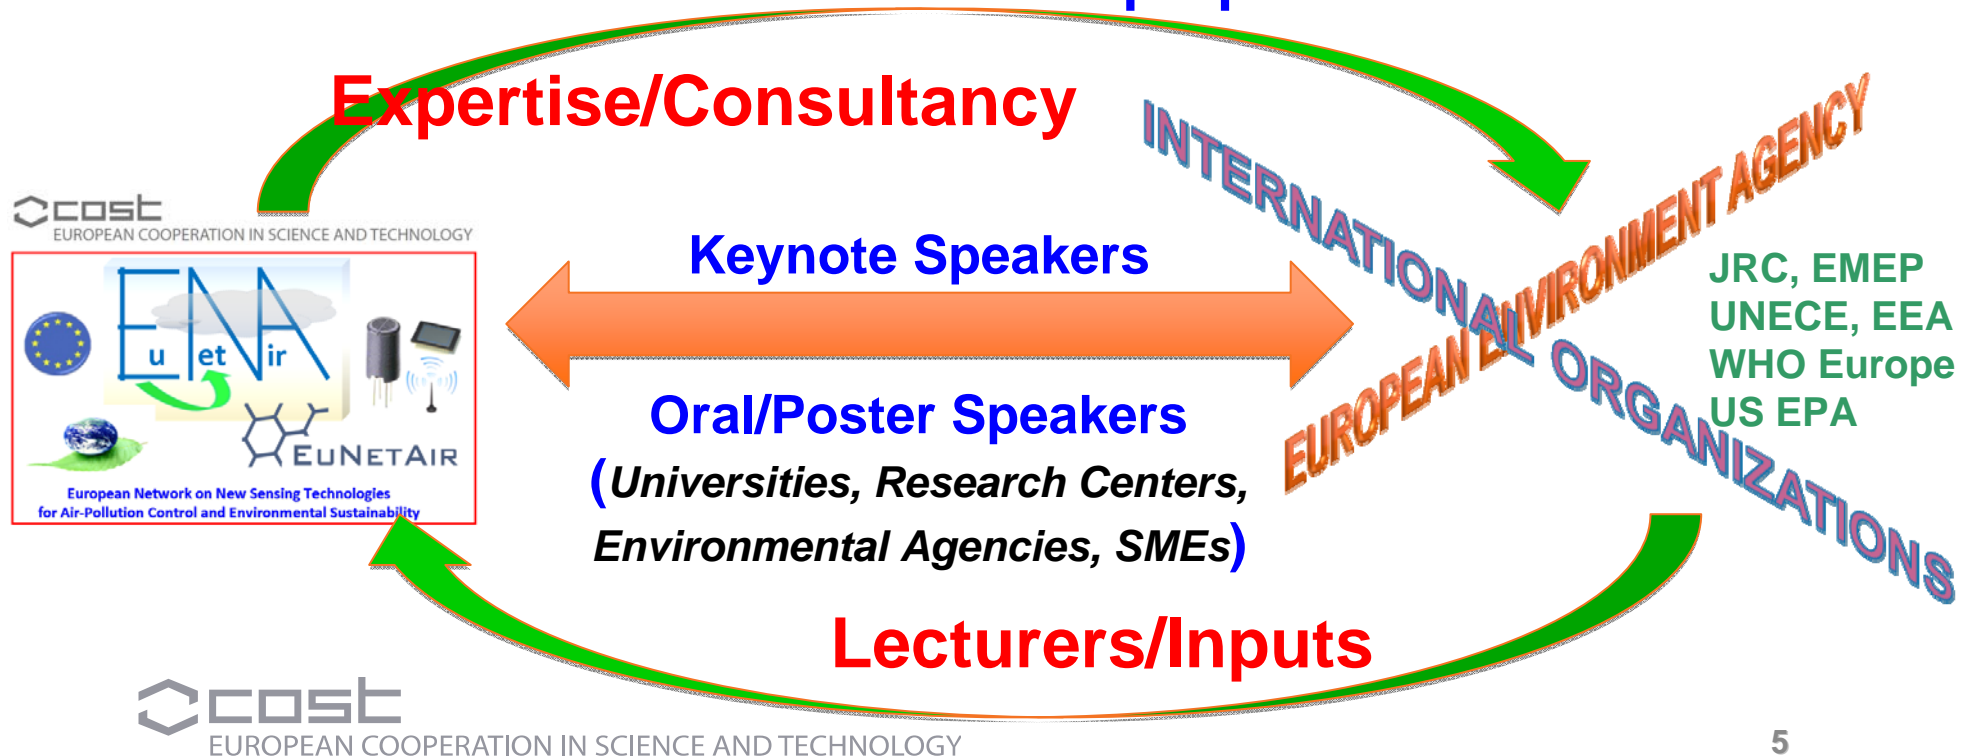 Expertise/Consultancy
cost
EUROPEAN COOPERATION IN SCIENCE AND TECHNOLOGY
ENA
u et ir
EUNETAIR
European Network on New Sensing Technologies
for Air-Pollution Control and Environmental Sustainability
Keynote Speakers
Oral/Poster Speakers
(Universities, Research Centers,
Environmental Agencies, SMEs)
INTERNATIONAL ORGANIZATIONS
EUROPEAN ENVIRONMENT AGENCY
JRC, EMEP
UNECE, EEA
WHO Europe
US EPA
Lecturers/Inputs
cost
EUROPEAN COOPERATION IN SCIENCE AND TECHNOLOGY
5